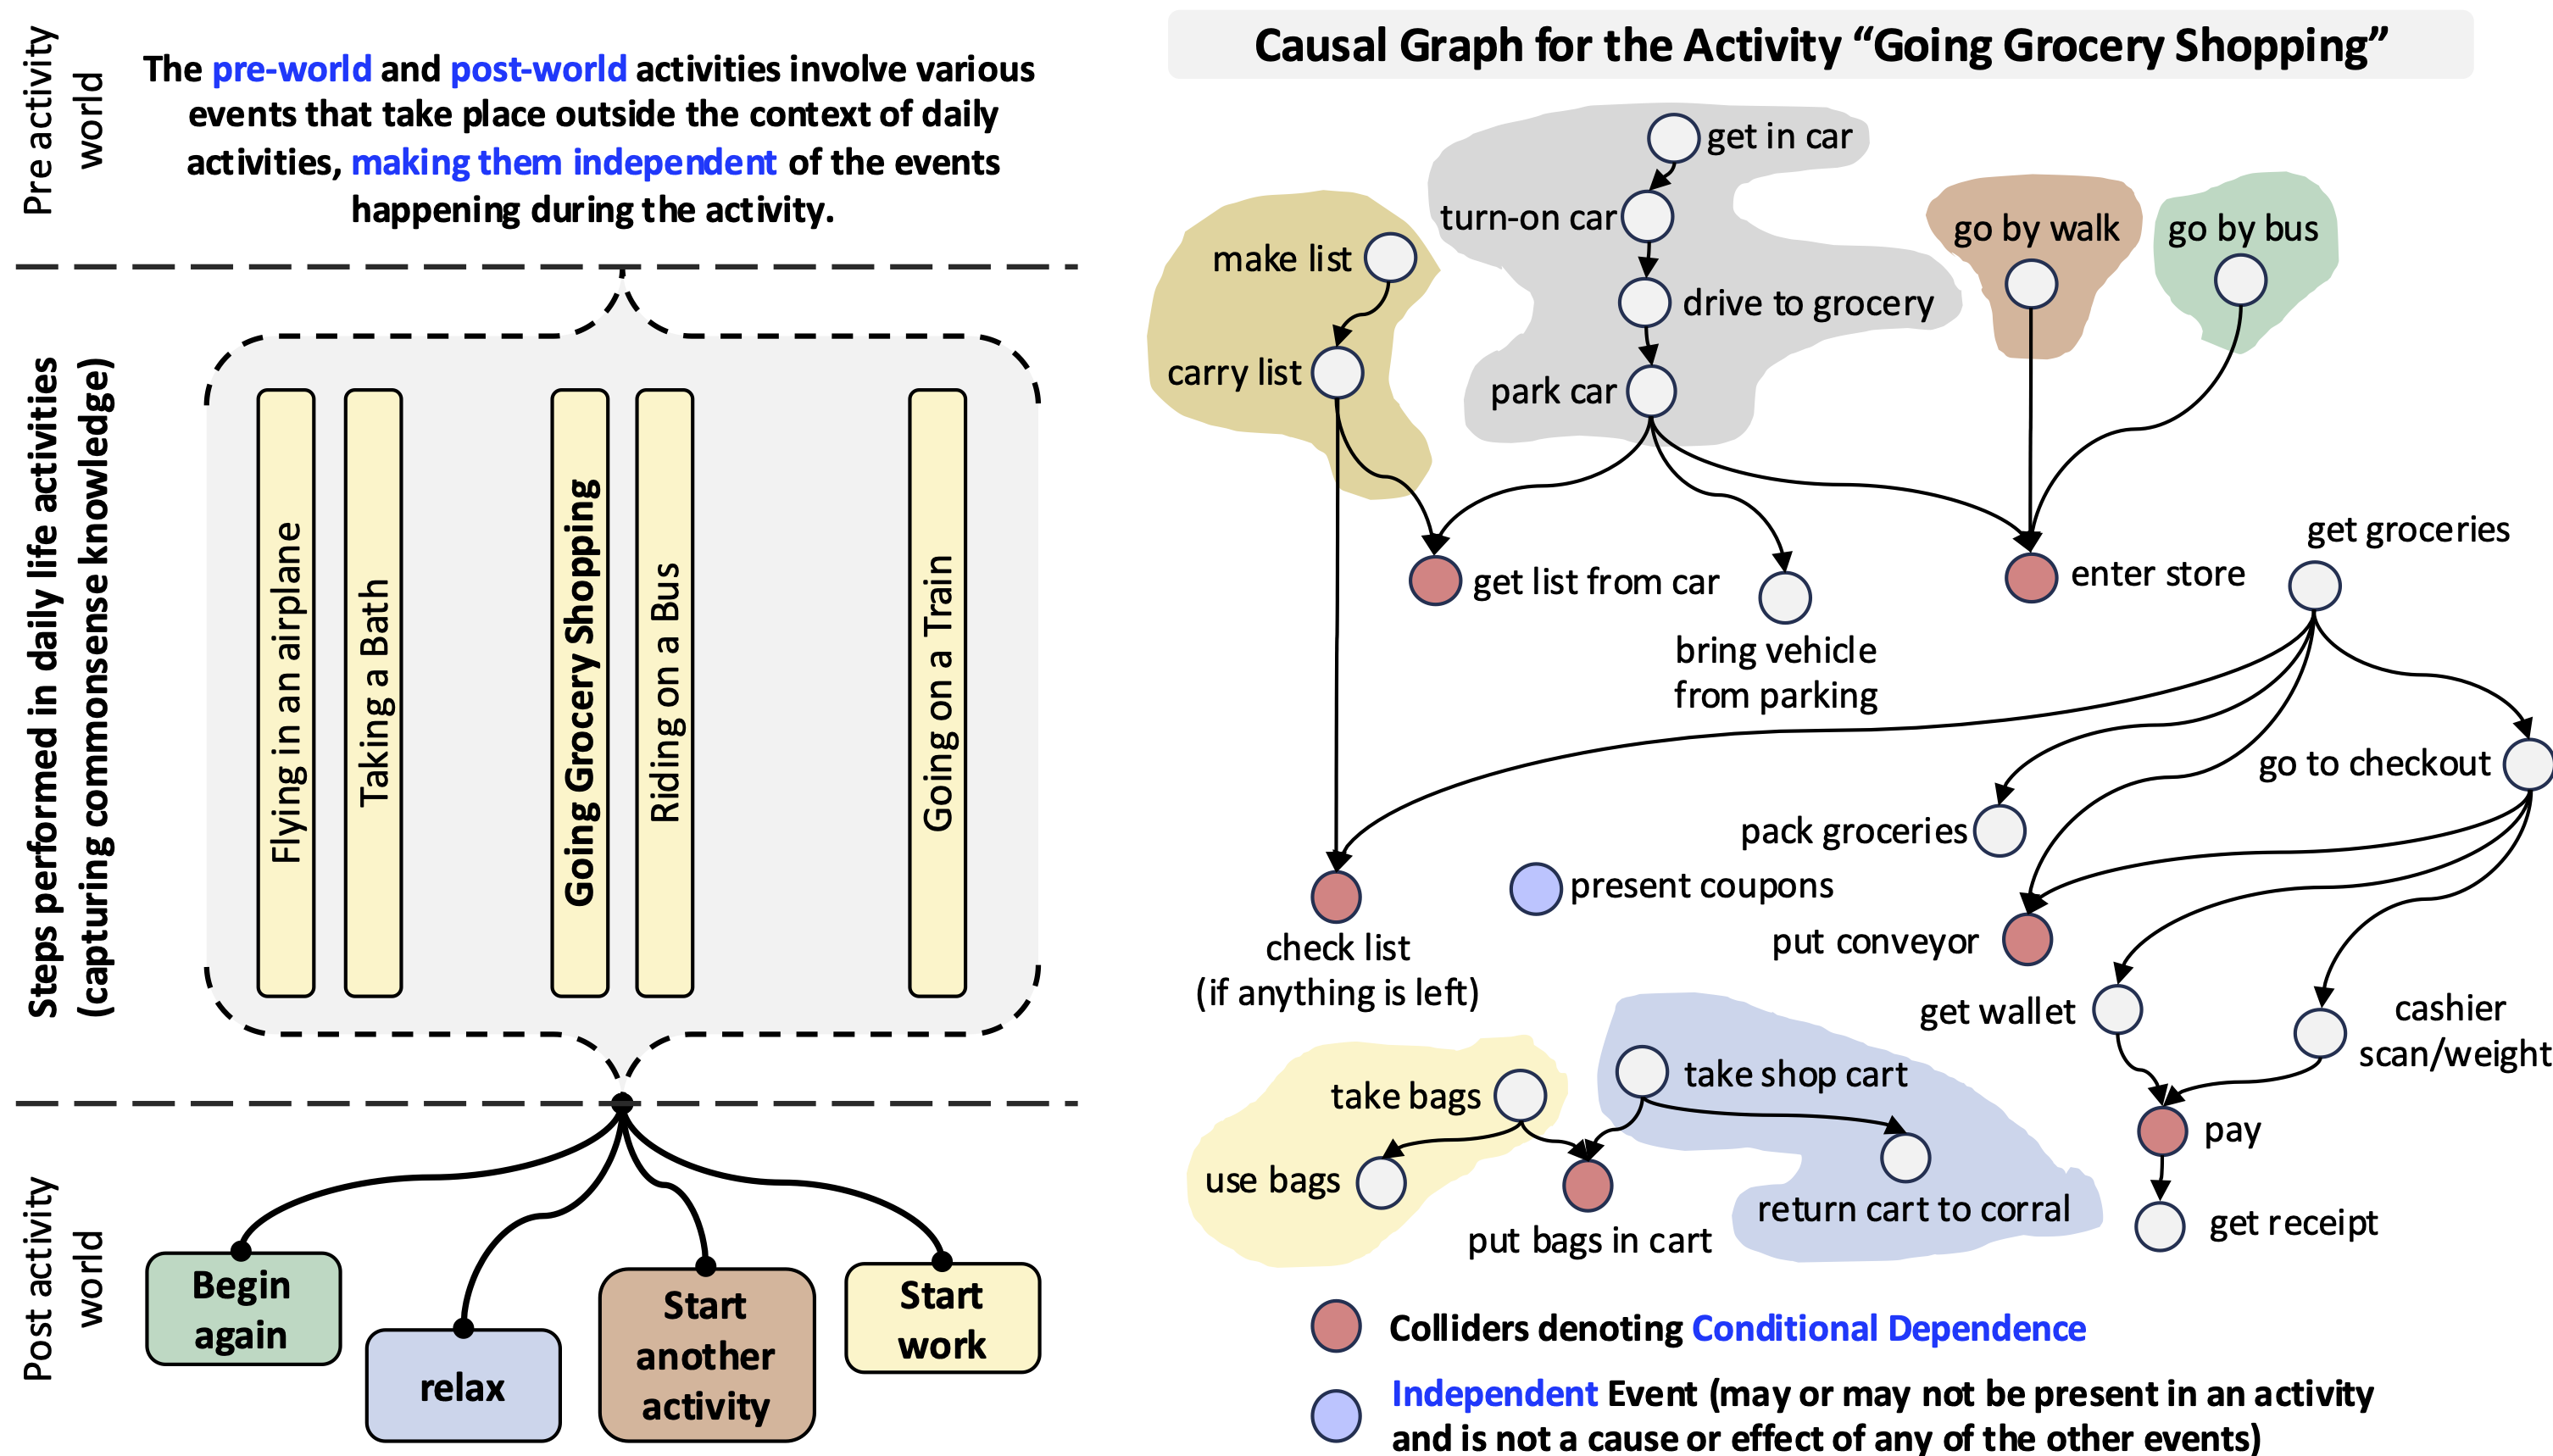 Pre activity
world
The pre-world and post-world activities involve various
events that take place outside the context of daily
activities, making them independent of the events
happening during the activity.
Steps performed in daily life activities
(capturing commonsense knowledge)
Flying in an airplane
Taking a Bath
Going Grocery Shopping
Riding on a Bus
Going on a Train
Post activity
world
Begin
again
relax
Start
another
activity
Start
work
Causal Graph for the Activity “Going Grocery Shopping”
get in car
turn-on car
make list
go by walk
go by bus
drive to grocery
carry list
park car
get groceries
get list from car
enter store
bring vehicle
from parking
go to checkout
pack groceries
present coupons
put conveyor
check list
(if anything is left)
get wallet
cashier
scan/weight
take bags
take shop cart
pay
use bags
return cart to corral
put bags in cart
get receipt
Colliders denoting Conditional Dependence
Independent Event (may or may not be present in an activity
and is not a cause or effect of any of the other events)